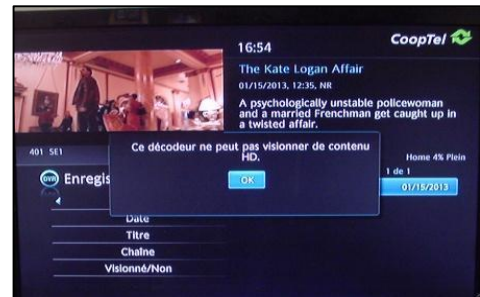 16:54
CoopTel
The Kate Logan Affair
01/15/2013, 12:35, NR
A psychologically unstable policewoman
and a married Frenchman get caught up in
a twisted affair.
401 SE1
Ce décodeur ne peut pas visionner de contenu
HD.
OK
Home 4% Plein
1 de 1
DVR
Enregis
01/15/2013
Date
Titre
Chaîne
Visionné/Non